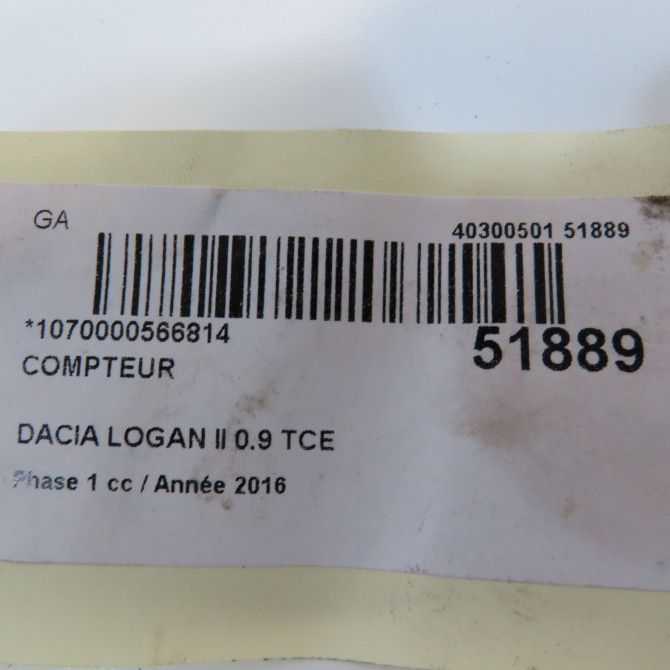 GA
40300501 51889
*1070000566814
51889
COMPTEUR
DACIA LOGAN II 0.9 TCE
Phase 1 cc / Année 2016